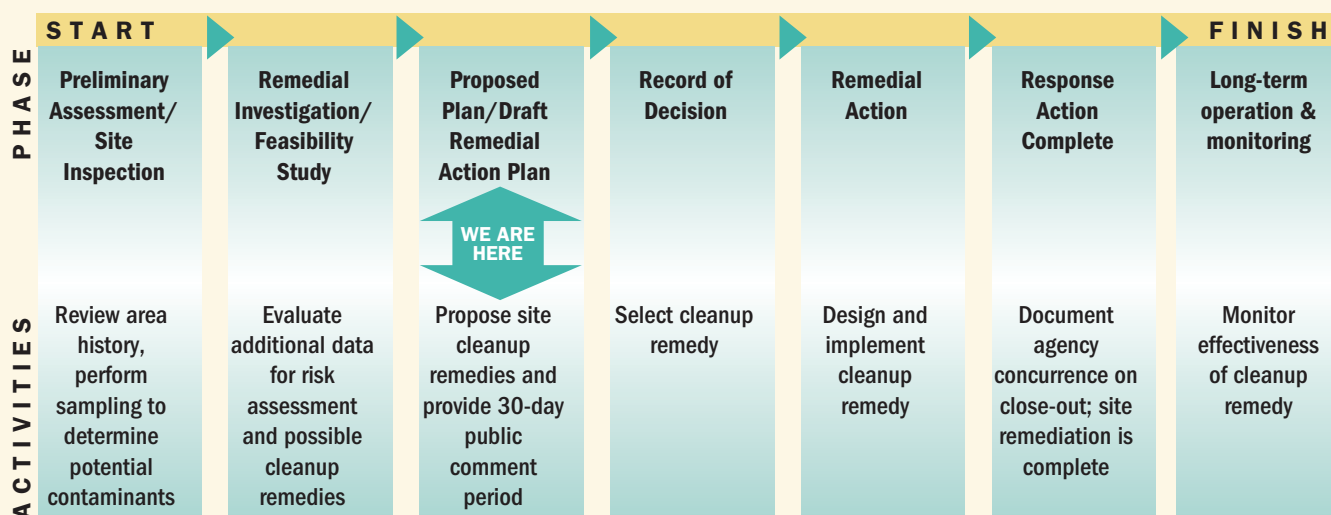 START
FINISH
PHASE
Preliminary
Assessment/
Site
Inspection
Remedial
Investigation/
Feasibility
Study
Proposed
Plan/Draft
Remedial
Action Plan
Record of
Decision
Remedial
Action
Response
Action
Complete
Long-term
operation &
monitoring
WE ARE
HERE
ACTIVITIES
Review area
history,
perform
sampling to
determine
potential
contaminants
Evaluate
additional data
for risk
assessment
and possible
cleanup
remedies
Propose site
cleanup
remedies and
provide 30-day
public
comment
period
Select cleanup
remedy
Design and
implement
cleanup
remedy
Document
agency
concurrence on
close-out; site
remediation is
complete
Monitor
effectiveness
of cleanup
remedy